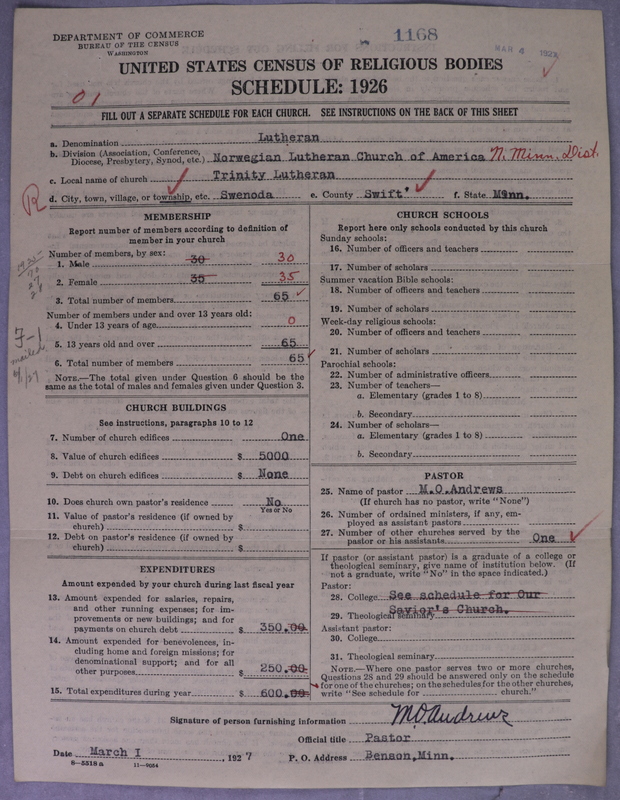 DEPARTMENT OF COMMERCE
BUREAU OF THE CENSUS
WASHINGTON
1168
MAR 4 1927
UNITED STATES CENSUS OF RELIGIOUS BODIES
SCHEDULE: 1926
01
FILL OUT A SEPARATE SCHEDULE FOR EACH CHURCH. SEE INSTRUCTIONS ON THE BACK OF THIS SHEET
a. Denomination Lutheran
b. Division (Association, Conference, Diocese, Presbytery, Synod, etc.) Norwegian Lutheran Church of America N. Minn. Dist.
c. Local name of church Trinity Lutheran
R
d. City, town, village, or township, etc. Swenoda e. County Swift f. State Minn.
MEMBERSHIP
Report number of members according to definition of
member in your church
Number of members, by sex:
1. Male 30 30
2. Female 35 35
3. Total number of members 65
Number of members under and over 13 years old:
4. Under 13 years of age 0
5. 13 years old and over 65
6. Total number of members 65
NOTE.—The total given under Question 6 should be the
same as the total of males and females given under Question 3.
F-1
mailed
CHURCH BUILDINGS
See instructions, paragraphs 10 to 12
7. Number of church edifices One
8. Value of church edifices $ 5000
9. Debt on church edifices $ None
10. Does church own pastor's residence No
Yes or No
11. Value of pastor's residence (if owned by
church) $
12. Debt on pastor's residence (if owned by
church) $
EXPENDITURES
Amount expended by your church during last fiscal year
13. Amount expended for salaries, repairs,
and other running expenses; for im-
provements or new buildings; and for
payments on church debt $ 350.00
14. Amount expended for benevolences, in-
cluding home and foreign missions; for
denominational support; and for all
other purposes $ 250.00
15. Total expenditures during year $ 600.00
CHURCH SCHOOLS
Report here only schools conducted by this church
Sunday schools:
16. Number of officers and teachers
17. Number of scholars
Summer vacation Bible schools:
18. Number of officers and teachers
19. Number of scholars
Week-day religious schools:
20. Number of officers and teachers
21. Number of scholars
Parochial schools:
22. Number of administrative officers
23. Number of teachers—
a. Elementary (grades 1 to 8)
b. Secondary
24. Number of scholars—
a. Elementary (grades 1 to 8)
b. Secondary
PASTOR
25. Name of pastor M.O.Andrews
(If church has no pastor, write "None")
26. Number of ordained ministers, if any, em-
ployed as assistant pastors
27. Number of other churches served by the
pastor or his assistants One
If pastor (or assistant pastor) is a graduate of a college or
theological seminary, give name of institution below. (If
not a graduate, write "No" in the space indicated.)
Pastor:
28. College See schedule for Our
29. Theological seminary Savior's Church.
Assistant pastor:
30. College
31. Theological seminary
NOTE.—Where one pastor serves two or more churches,
Questions 28 and 29 should be answered only on the schedule
for one of the churches; on the schedules for the other churches,
write "See schedule for church."
Signature of person furnishing information M O Andrews
Official title Pastor
Date March I, 1927 P. O. Address Benson, Minn.
8—5518 a 11—9054